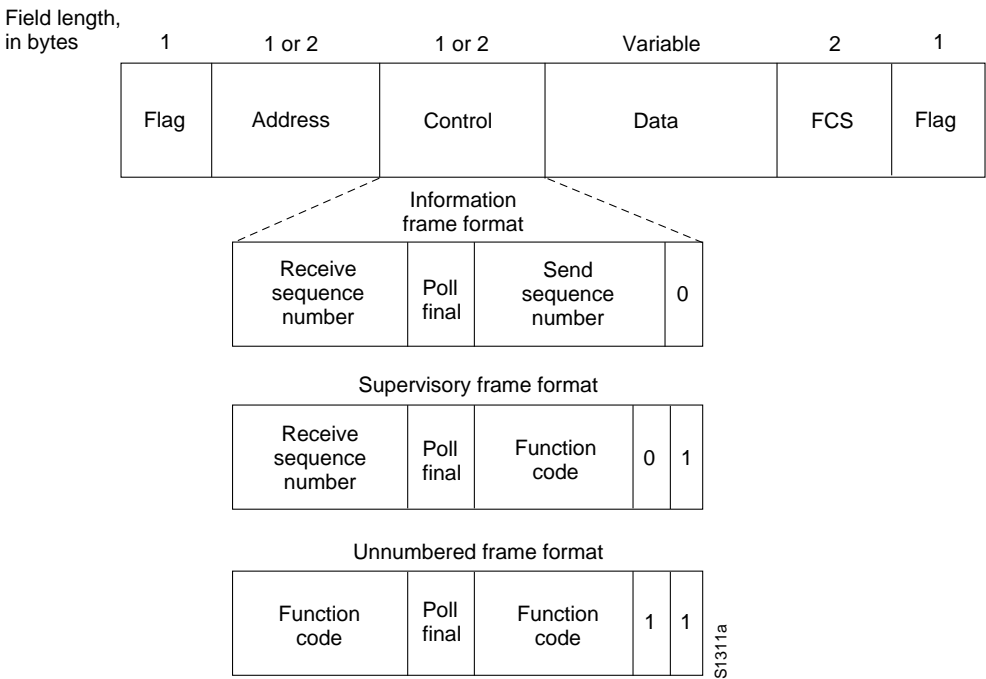 Field length,
in bytes 1 1 or 2 1 or 2 Variable 2 1
Flag Address Control Data FCS Flag
Information
frame format
Receive
sequence
number
Poll
final
Send
sequence
number
0
Supervisory frame format
Receive
sequence
number
Poll
final
Function
code
0 1
Unnumbered frame format
Function
code
Poll
final
Function
code
1 1
S1311a